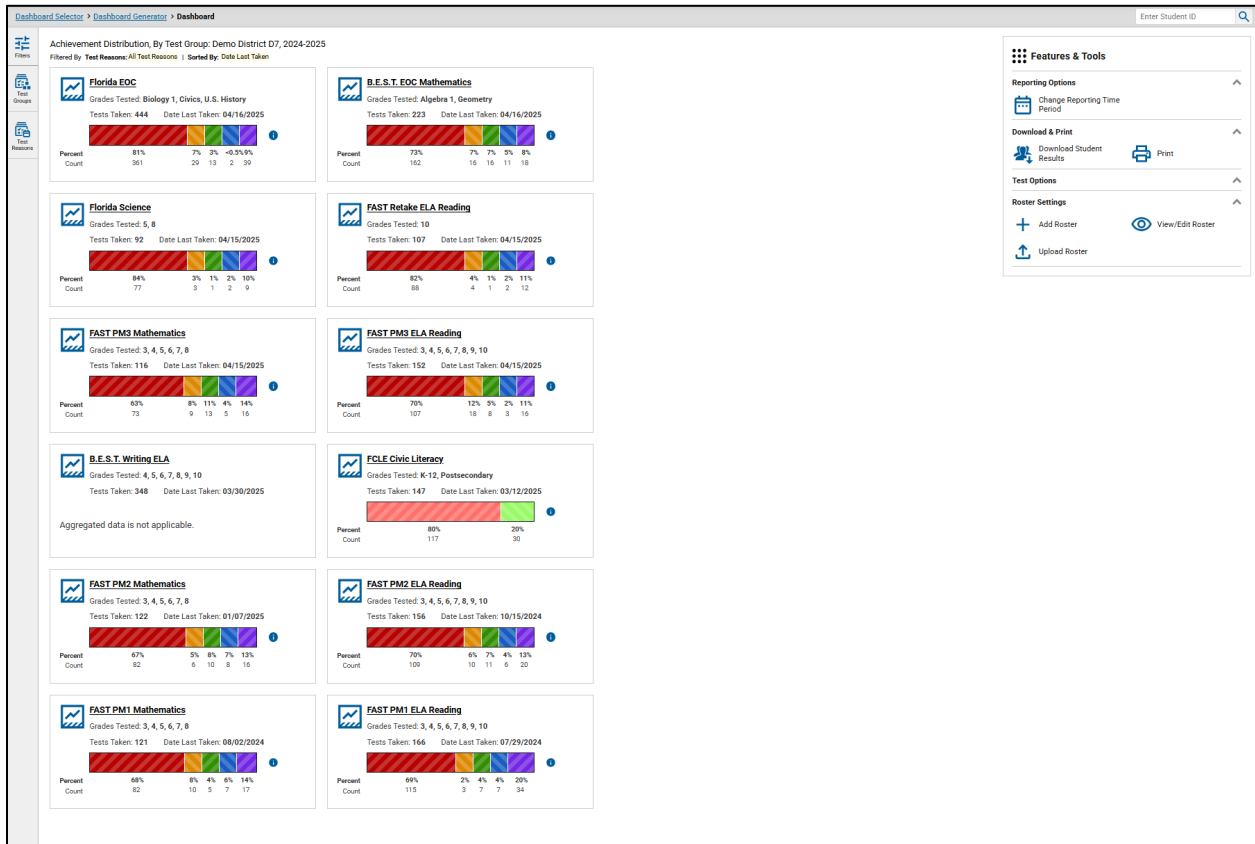 Dashboard Selector > Dashboard Generator > Dashboard
Enter Student ID
Filters
Test Groups
Test Reasons
Achievement Distribution, By Test Group: Demo District D7, 2024-2025
Filtered By Test Reasons: All Test Reasons | Sorted By: Date Last Taken
Florida EOC
Grades Tested: Biology 1, Civics, U.S. History
Tests Taken: 444 Date Last Taken: 04/16/2025
Percent 81% 7% 3% <0.5% 9%
Count 361 29 13 2 39
B.E.S.T. EOC Mathematics
Grades Tested: Algebra 1, Geometry
Tests Taken: 223 Date Last Taken: 04/16/2025
Percent 73% 7% 7% 5% 8%
Count 162 16 16 11 18
Florida Science
Grades Tested: 5, 8
Tests Taken: 92 Date Last Taken: 04/15/2025
Percent 84% 3% 1% 2% 10%
Count 77 3 1 2 9
FAST Retake ELA Reading
Grades Tested: 10
Tests Taken: 107 Date Last Taken: 04/15/2025
Percent 82% 4% 1% 2% 11%
Count 88 4 1 2 12
FAST PM3 Mathematics
Grades Tested: 3, 4, 5, 6, 7, 8
Tests Taken: 116 Date Last Taken: 04/15/2025
Percent 63% 8% 11% 4% 14%
Count 73 9 13 5 16
FAST PM3 ELA Reading
Grades Tested: 3, 4, 5, 6, 7, 8, 9, 10
Tests Taken: 152 Date Last Taken: 04/15/2025
Percent 70% 12% 5% 2% 11%
Count 107 18 8 3 16
B.E.S.T. Writing ELA
Grades Tested: 4, 5, 6, 7, 8, 9, 10
Tests Taken: 348 Date Last Taken: 03/30/2025
Aggregated data is not applicable.
FCLE Civic Literacy
Grades Tested: K-12, Postsecondary
Tests Taken: 147 Date Last Taken: 03/12/2025
Percent 80% 20%
Count 117 30
FAST PM2 Mathematics
Grades Tested: 3, 4, 5, 6, 7, 8
Tests Taken: 122 Date Last Taken: 01/07/2025
Percent 67% 5% 8% 7% 13%
Count 82 6 10 8 16
FAST PM2 ELA Reading
Grades Tested: 3, 4, 5, 6, 7, 8, 9, 10
Tests Taken: 156 Date Last Taken: 10/15/2024
Percent 70% 6% 7% 4% 13%
Count 109 10 11 6 20
FAST PM1 Mathematics
Grades Tested: 3, 4, 5, 6, 7, 8
Tests Taken: 121 Date Last Taken: 08/02/2024
Percent 68% 8% 4% 6% 14%
Count 82 10 5 7 17
FAST PM1 ELA Reading
Grades Tested: 3, 4, 5, 6, 7, 8, 9, 10
Tests Taken: 166 Date Last Taken: 07/29/2024
Percent 69% 2% 4% 4% 20%
Count 115 3 7 7 34
Features & Tools
Reporting Options
Change Reporting Time
Period
Download & Print
Download Student
Results
Print
Test Options
Roster Settings
Add Roster
View/Edit Roster
Upload Roster